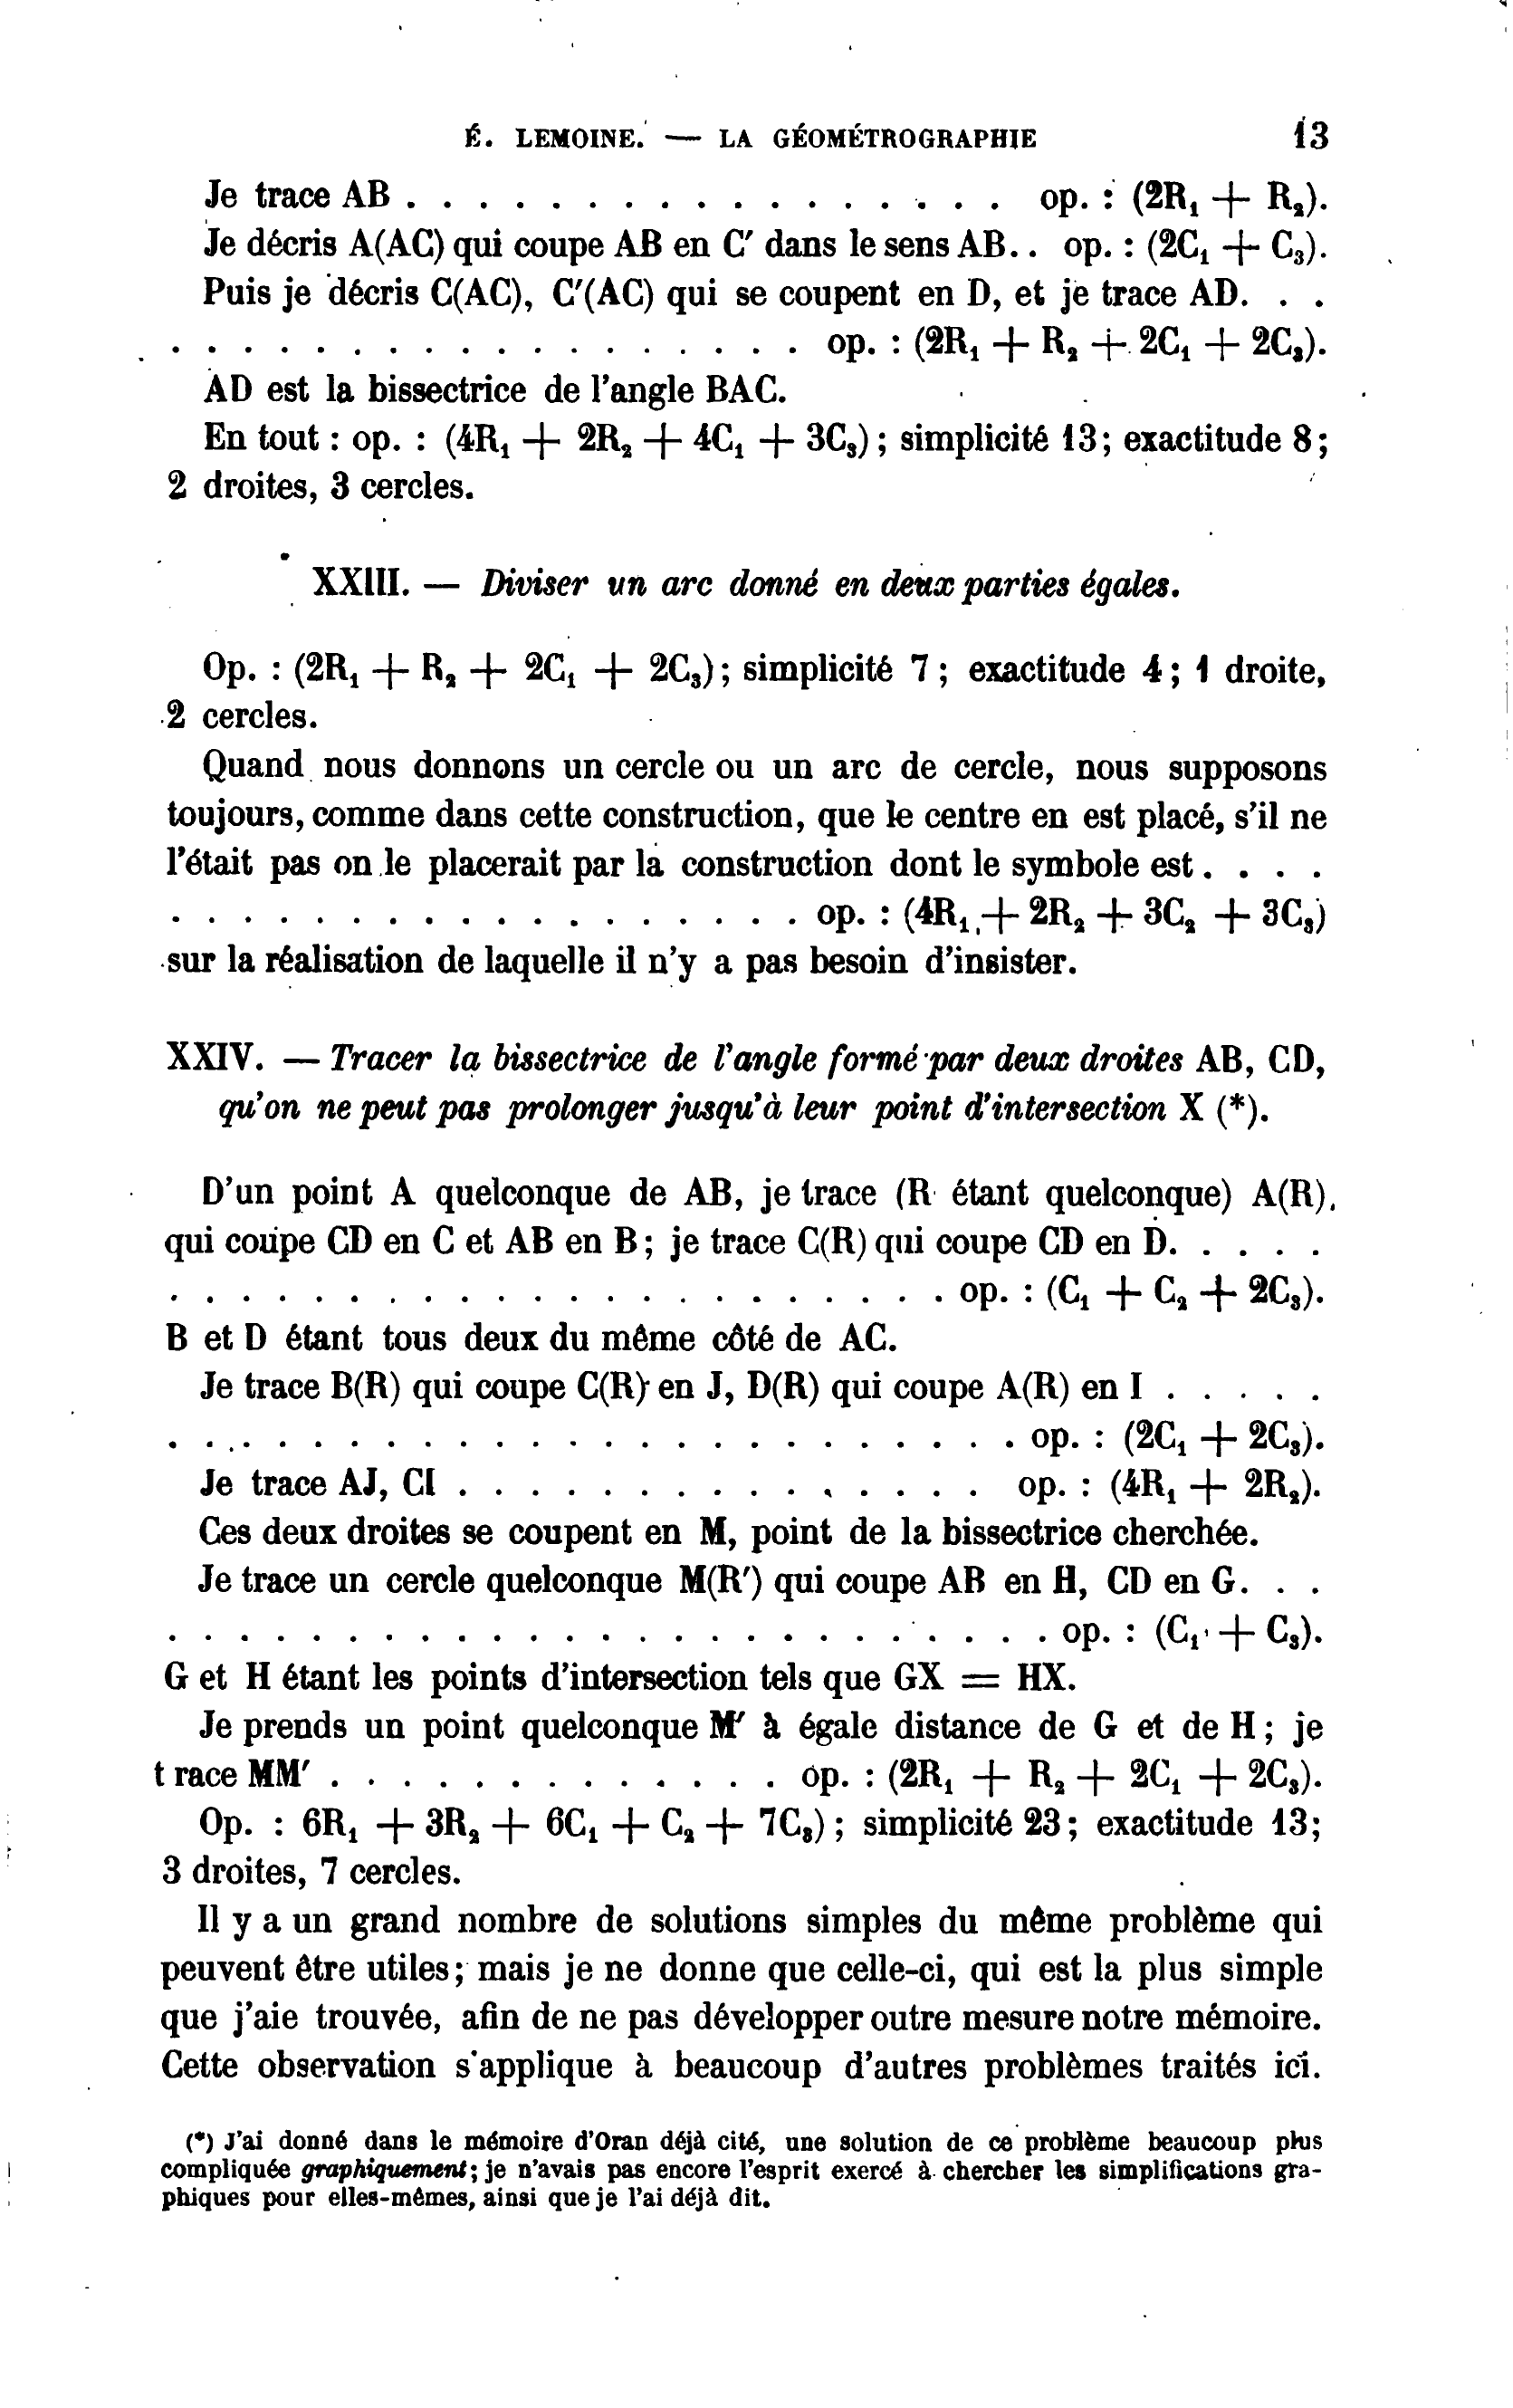 É. LEMOINE. — LA GÉOMÉTROGRAPHIE 13
Je trace AB . . . . . . . . . . . . . . . . . op. : (2R₁ + R₂).
Je décris A(AC) qui coupe AB en C′ dans le sens AB. . op. : (2C₁ + C₃).
Puis je décris C(AC), C′(AC) qui se coupent en D, et je trace AD. . .
. . . . . . . . . . . . . . . . . . op. : (2R₁ + R₂ + 2C₁ + 2C₃).
AD est la bissectrice de l'angle BAC.
En tout : op. : (4R₁ + 2R₂ + 4C₁ + 3C₃) ; simplicité 13 ; exactitude 8 ;
2 droites, 3 cercles.
XXIII. — Diviser un arc donné en deux parties égales.
Op. : (2R₁ + R₂ + 2C₁ + 2C₃) ; simplicité 7 ; exactitude 4 ; 1 droite,
2 cercles.
Quand nous donnons un cercle ou un arc de cercle, nous supposons
toujours, comme dans cette construction, que le centre en est placé, s'il ne
l'était pas on le placerait par la construction dont le symbole est . . . .
. . . . . . . . . . . . . . . . . . op. : (4R₁ + 2R₂ + 3C₂ + 3C₃)
sur la réalisation de laquelle il n'y a pas besoin d'insister.
XXIV. — Tracer la bissectrice de l'angle formé par deux droites AB, CD,
qu'on ne peut pas prolonger jusqu'à leur point d'intersection X (*).
D'un point A quelconque de AB, je trace (R étant quelconque) A(R),
qui coupe CD en C et AB en B ; je trace C(R) qui coupe CD en D. . . . .
. . . . . . . . . . . . . . . . . . . . . . op. : (C₁ + C₂ + 2C₃).
B et D étant tous deux du même côté de AC.
Je trace B(R) qui coupe C(R) en J, D(R) qui coupe A(R) en I . . . . .
. . . . . . . . . . . . . . . . . . . . . . . . op. : (2C₁ + 2C₃).
Je trace AJ, CI . . . . . . . . . . . . . . . op. : (4R₁ + 2R₂).
Ces deux droites se coupent en M, point de la bissectrice cherchée.
Je trace un cercle quelconque M(R′) qui coupe AB en H, CD en G. . .
. . . . . . . . . . . . . . . . . . . . . . . . . op. : (C₁ + C₃).
G et H étant les points d'intersection tels que GX = HX.
Je prends un point quelconque M′ à égale distance de G et de H ; je
t race MM′ . . . . . . . . . . . . . op. : (2R₁ + R₂ + 2C₁ + 2C₃).
Op. : 6R₁ + 3R₂ + 6C₁ + C₂ + 7C₃) ; simplicité 23 ; exactitude 13 ;
3 droites, 7 cercles.
Il y a un grand nombre de solutions simples du même problème qui
peuvent être utiles ; mais je ne donne que celle-ci, qui est la plus simple
que j'aie trouvée, afin de ne pas développer outre mesure notre mémoire.
Cette observation s'applique à beaucoup d'autres problèmes traités ici.
(*) J'ai donné dans le mémoire d'Oran déjà cité, une solution de ce problème beaucoup plus
compliquée graphiquement ; je n'avais pas encore l'esprit exercé à chercher les simplifications gra-
phiques pour elles-mêmes, ainsi que je l'ai déjà dit.